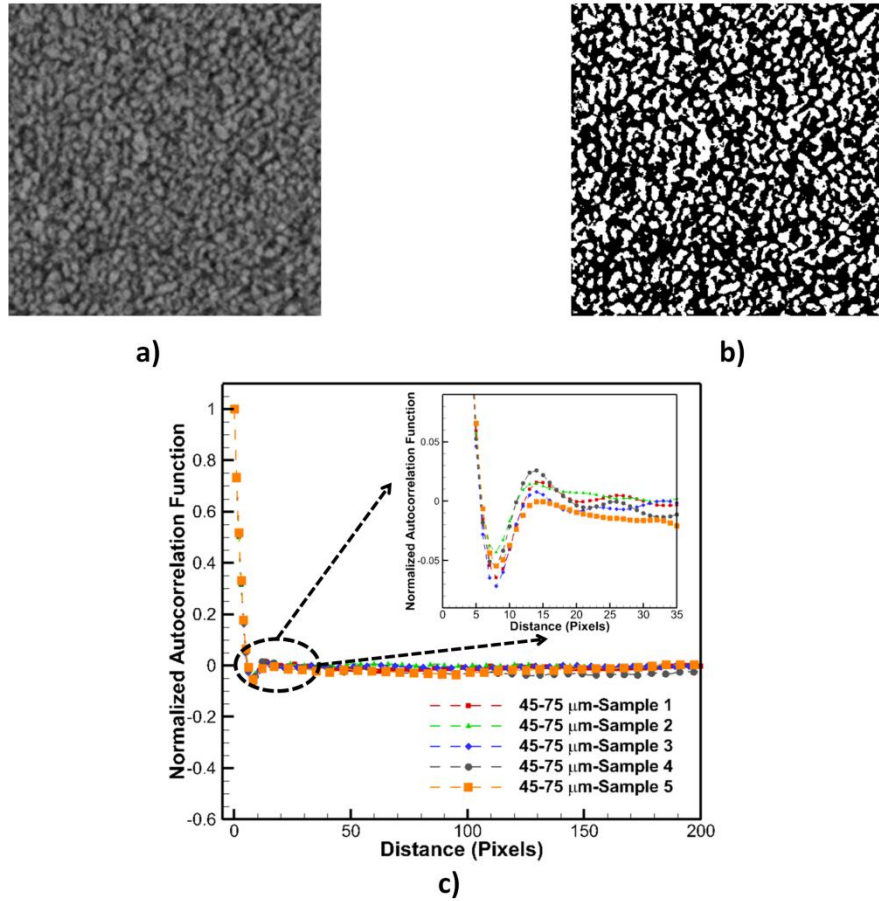 a)
b)
Normalized Autocorrelation Function
1
0.8
0.6
0.4
0.2
0
-0.2
-0.4
-0.6
0
50
100
150
200
Distance (Pixels)
Normalized Autocorrelation Function
0.05
0
-0.05
0
5
10
15
20
25
30
35
Distance (Pixels)
45-75 μm-Sample 1
45-75 μm-Sample 2
45-75 μm-Sample 3
45-75 μm-Sample 4
45-75 μm-Sample 5
c)